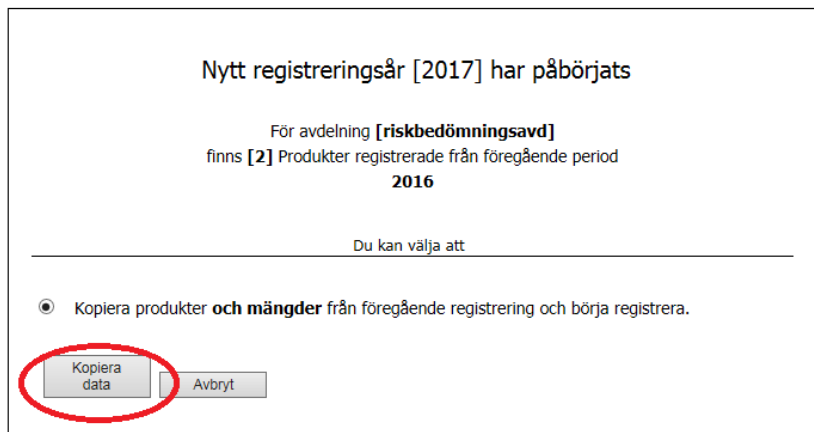 Nytt registreringsår [2017] har påbörjats
För avdelning [riskbedömningsavd]
finns [2] Produkter registrerade från föregående period
2016
Du kan välja att
Kopiera produkter och mängder från föregående registrering och börja registrera.
Kopiera
data
Avbryt